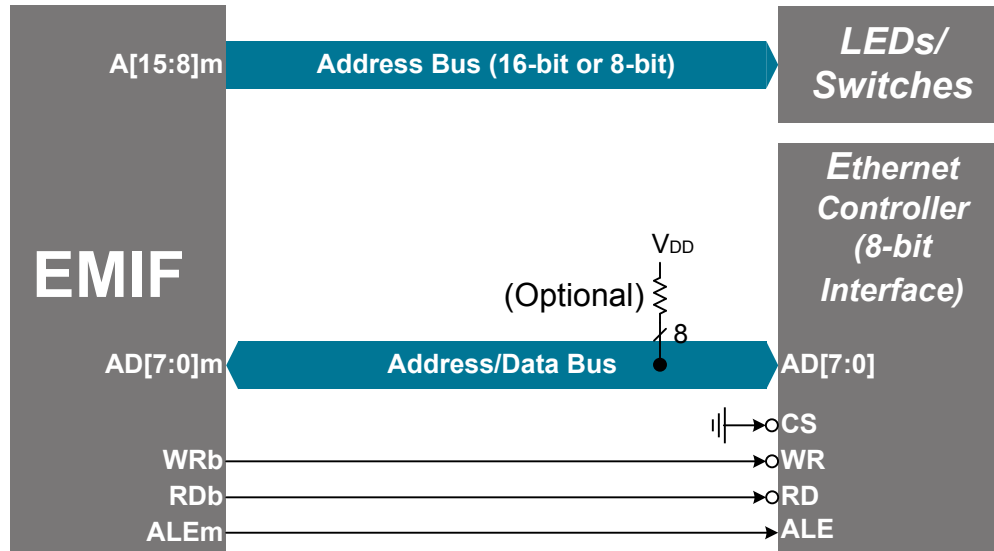 A[15:8]m
Address Bus (16-bit or 8-bit)
LEDs/
Switches
Ethernet
Controller
(8-bit
Interface)
EMIF
VDD
(Optional)
8
AD[7:0]m
Address/Data Bus
AD[7:0]
CS
WRb
WR
RDb
RD
ALEm
ALE